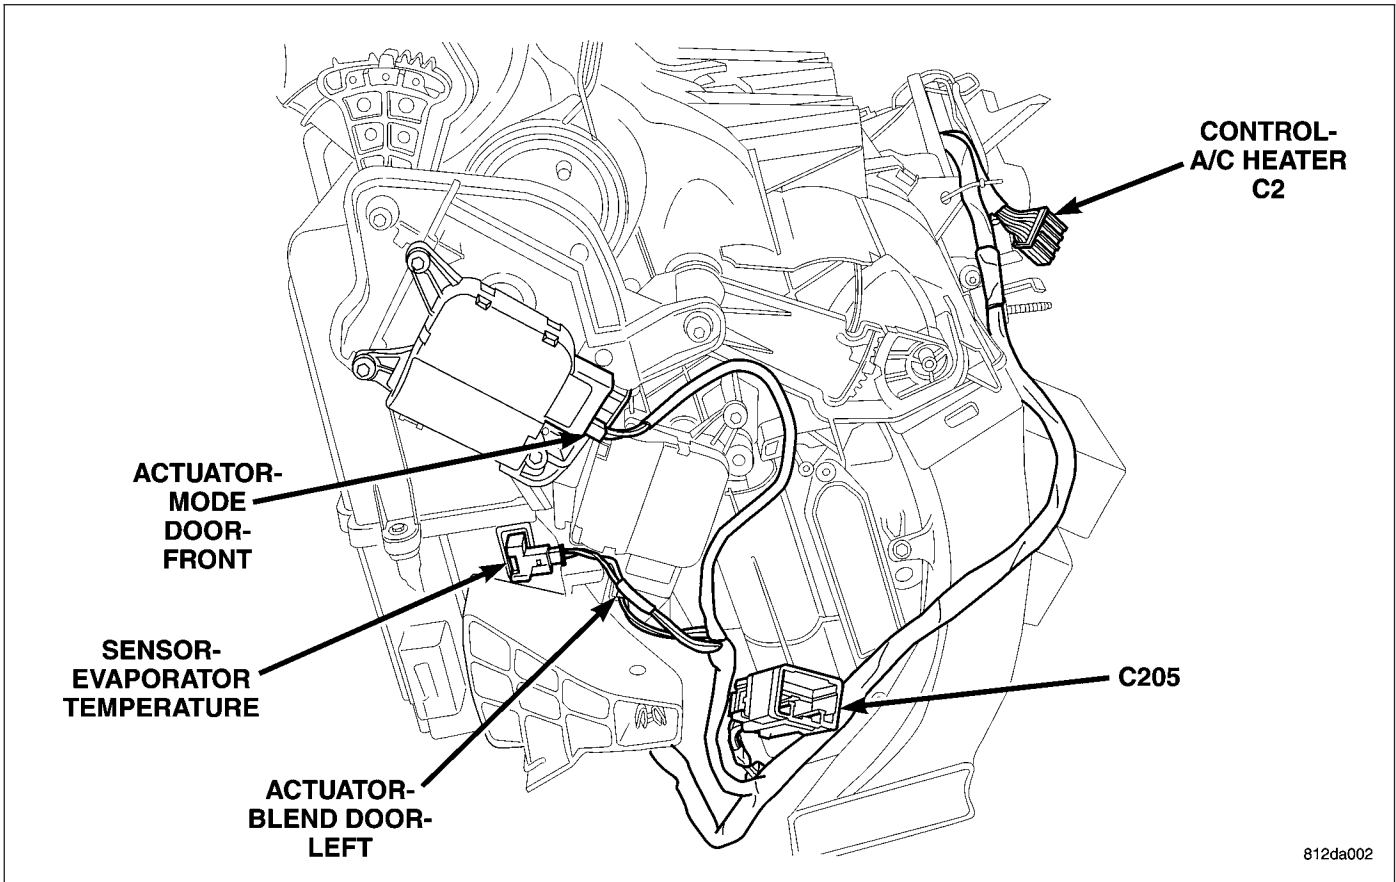 CONTROL-
A/C HEATER
C2
ACTUATOR-
MODE
DOOR-
FRONT
SENSOR-
EVAPORATOR
TEMPERATURE
C205
ACTUATOR-
BLEND DOOR-
LEFT
812da002